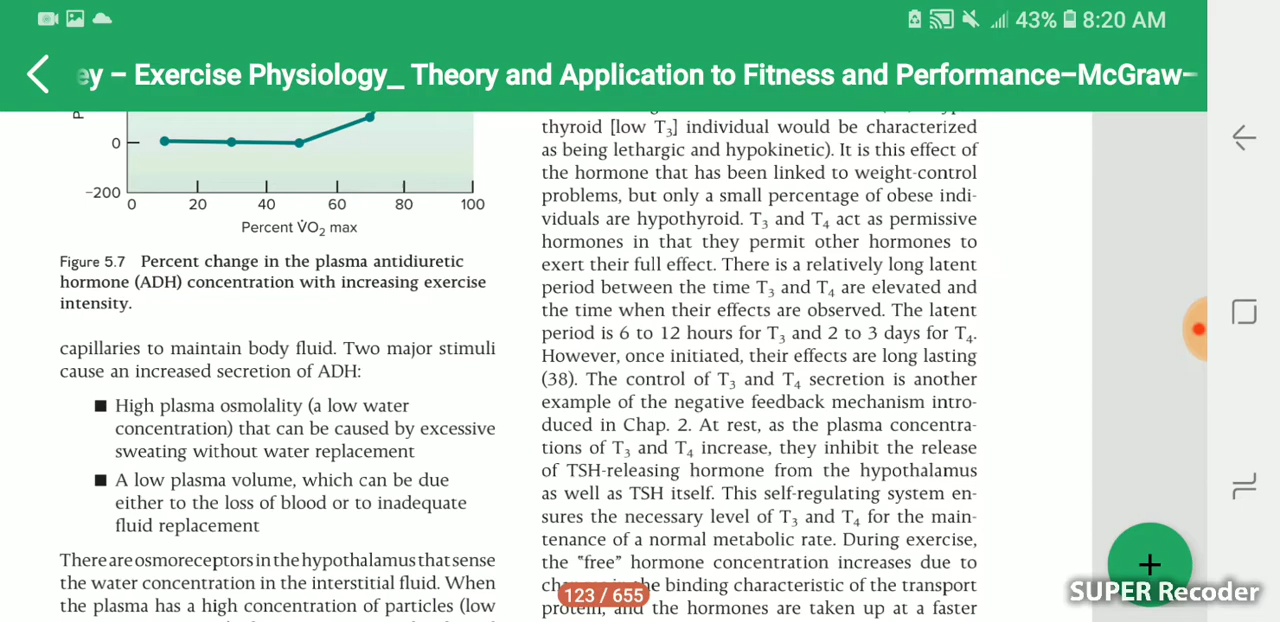 43% 8:20 AM
ey – Exercise Physiology_ Theory and Application to Fitness and Performance–McGraw-
0
−200
0 20 40 60 80 100
Percent V̇O₂ max
Figure 5.7 Percent change in the plasma antidiuretic
hormone (ADH) concentration with increasing exercise
intensity.
capillaries to maintain body fluid. Two major stimuli
cause an increased secretion of ADH:
■ High plasma osmolality (a low water
concentration) that can be caused by excessive
sweating without water replacement
■ A low plasma volume, which can be due
either to the loss of blood or to inadequate
fluid replacement
There are osmoreceptors in the hypothalamus that sense
the water concentration in the interstitial fluid. When
the plasma has a high concentration of particles (low
thyroid [low T₃] individual would be characterized
as being lethargic and hypokinetic). It is this effect of
the hormone that has been linked to weight-control
problems, but only a small percentage of obese indi-
viduals are hypothyroid. T₃ and T₄ act as permissive
hormones in that they permit other hormones to
exert their full effect. There is a relatively long latent
period between the time T₃ and T₄ are elevated and
the time when their effects are observed. The latent
period is 6 to 12 hours for T₃ and 2 to 3 days for T₄.
However, once initiated, their effects are long lasting
(38). The control of T₃ and T₄ secretion is another
example of the negative feedback mechanism intro-
duced in Chap. 2. At rest, as the plasma concentra-
tions of T₃ and T₄ increase, they inhibit the release
of TSH-releasing hormone from the hypothalamus
as well as TSH itself. This self-regulating system en-
sures the necessary level of T₃ and T₄ for the main-
tenance of a normal metabolic rate. During exercise,
the "free" hormone concentration increases due to
the binding characteristic of the transport
protein, and the hormones are taken up at a faster
123 / 655
+
SUPER Recoder